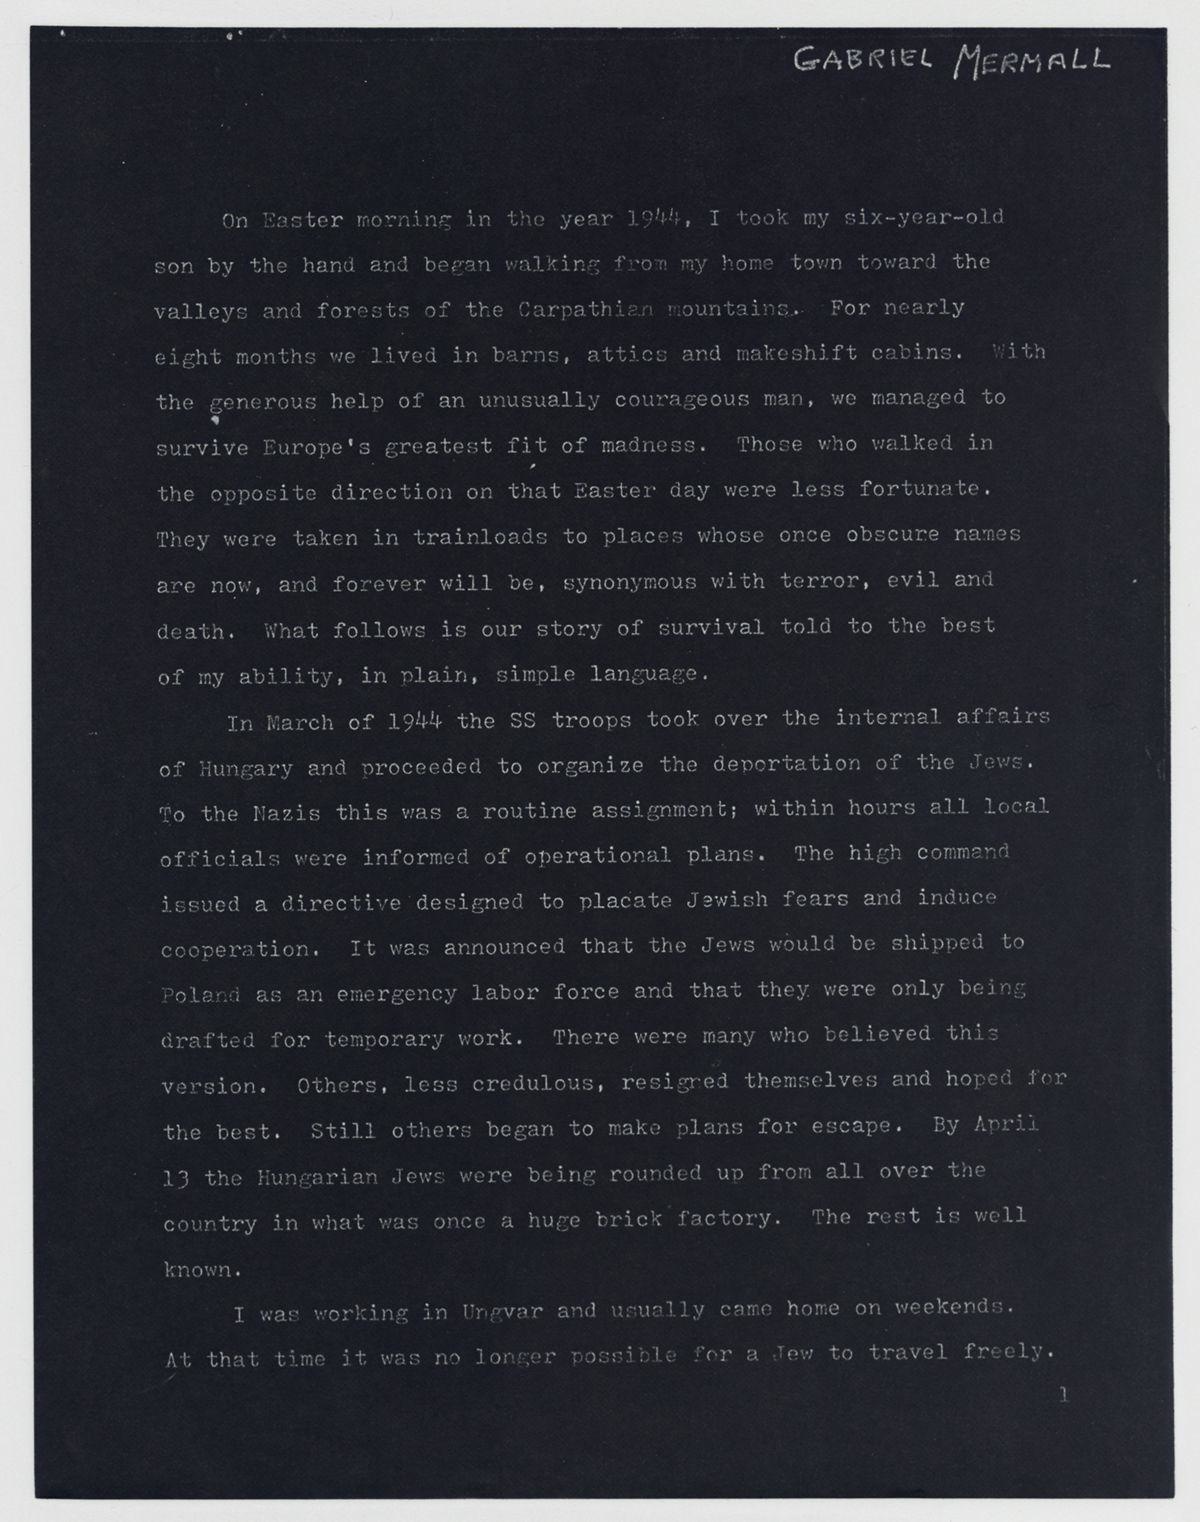 GABRIEL MERMALL
On Easter morning in the year 1944, I took my six-year-old
son by the hand and began walking from my home town toward the
valleys and forests of the Carpathian mountains. For nearly
eight months we lived in barns, attics and makeshift cabins. With
the generous help of an unusually courageous man, we managed to
survive Europe's greatest fit of madness. Those who walked in
the opposite direction on that Easter day were less fortunate.
They were taken in trainloads to places whose once obscure names
are now, and forever will be, synonymous with terror, evil and
death. What follows is our story of survival told to the best
of my ability, in plain, simple language.
In March of 1944 the SS troops took over the internal affairs
of Hungary and proceeded to organize the deportation of the Jews.
To the Nazis this was a routine assignment; within hours all local
officials were informed of operational plans. The high command
issued a directive designed to placate Jewish fears and induce
cooperation. It was announced that the Jews would be shipped to
Poland as an emergency labor force and that they were only being
drafted for temporary work. There were many who believed this
version. Others, less credulous, resigned themselves and hoped for
the best. Still others began to make plans for escape. By April
13 the Hungarian Jews were being rounded up from all over the
country in what was once a huge brick factory. The rest is well
known.
I was working in Ungvar and usually came home on weekends.
At that time it was no longer possible for a Jew to travel freely.
1